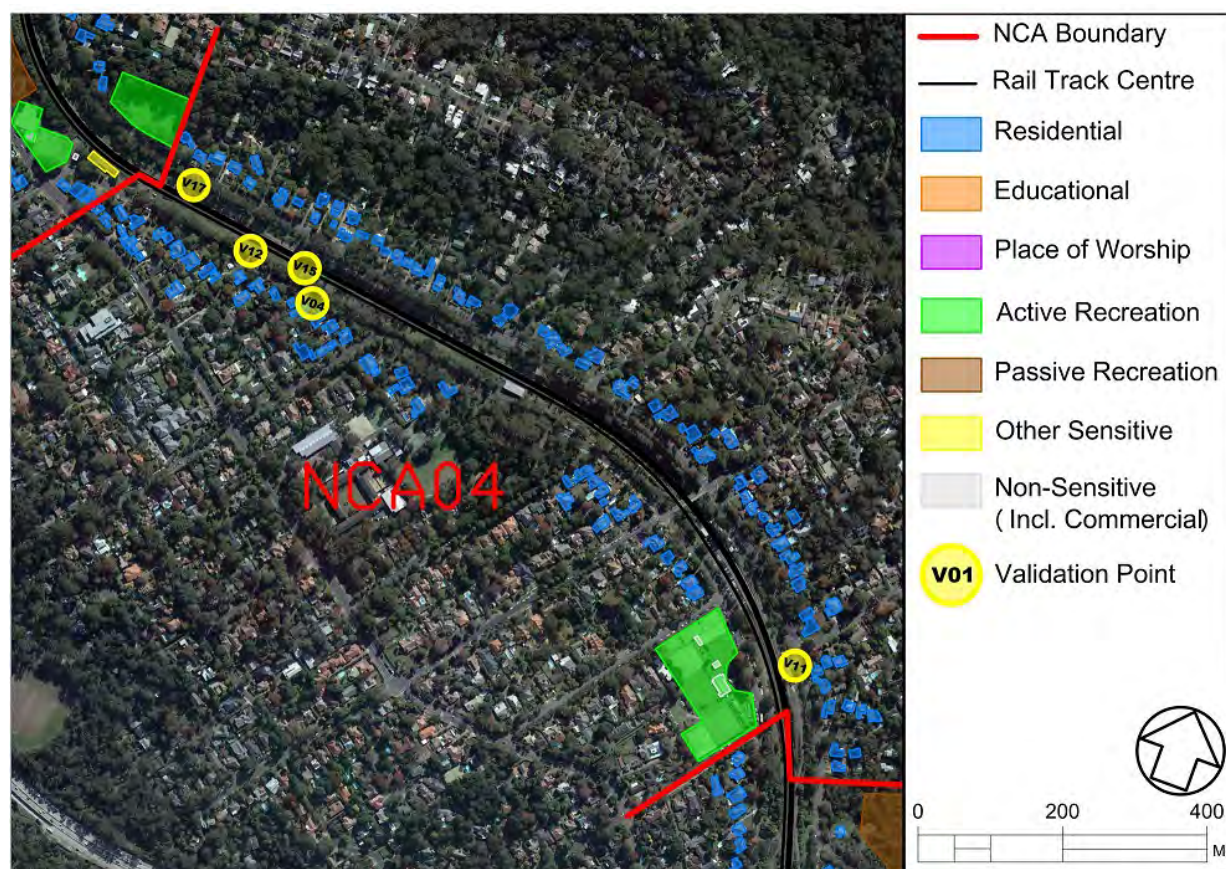 V17
V12
V15
V04
NCA04
V11
NCA Boundary
Rail Track Centre
Residential
Educational
Place of Worship
Active Recreation
Passive Recreation
Other Sensitive
Non-Sensitive
( Incl. Commercial)
V01 Validation Point
0 200 400
M